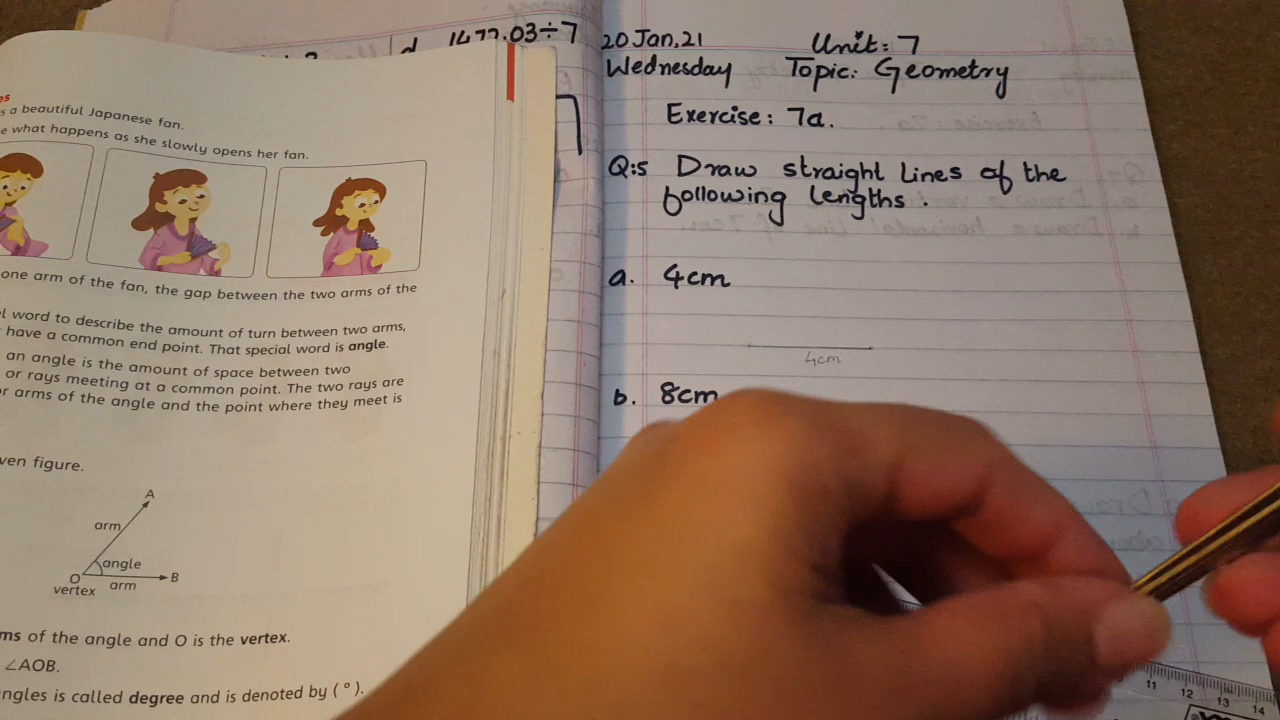 es
s a beautiful Japanese fan.
e what happens as she slowly opens her fan.
one arm of the fan, the gap between the two arms of the
l word to describe the amount of turn between two arms,
have a common end point. That special word is angle.
an angle is the amount of space between two
or rays meeting at a common point. The two rays are
r arms of the angle and the point where they meet is
ven figure.
A
arm
angle
O
B
vertex
arm
ms of the angle and O is the vertex.
∠AOB.
ngles is called degree and is denoted by (°).
d 1477.03÷7
20 Jan, 21 Unit: 7
Wednesday Topic: Geometry
Exercise: 7a.
Q:5 Draw straight lines of the
following lengths.
a. 4cm
4cm
b. 8cm
11 12 13 14